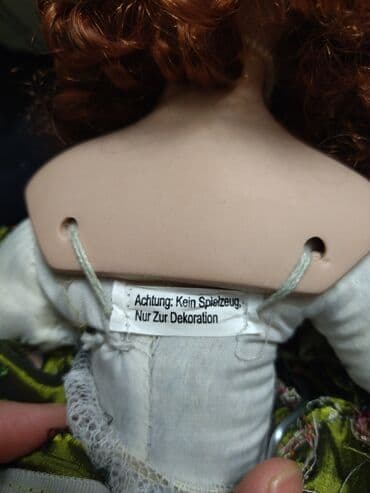 Achtung: Kein Spielzeug,
Nur Zur Dekoration